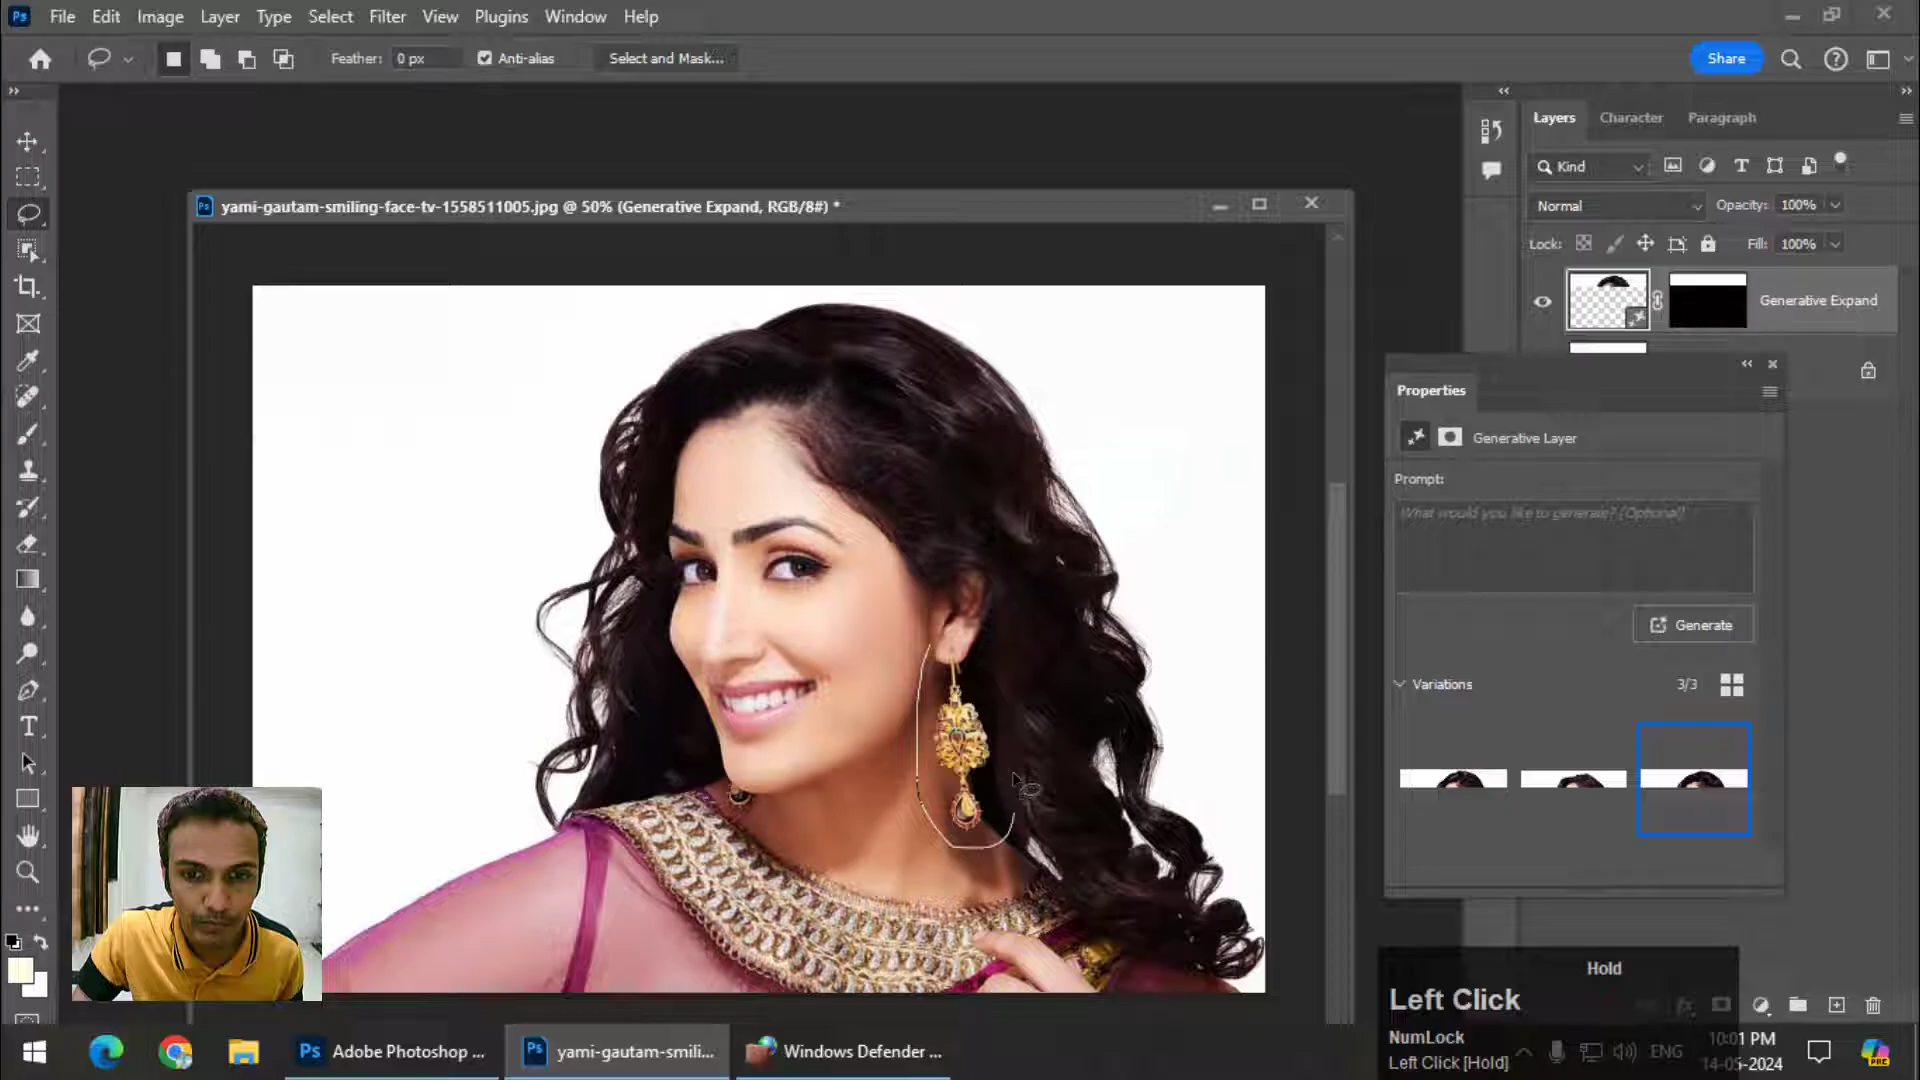 Ps File Edit Image Layer Type Select Filter View Plugins Window Help
Feather: 0 px Anti-alias Select and Mask... Share
Layers Character Paragraph
Kind
Normal Opacity: 100%
Lock: Fill: 100%
Generative Expand
Ps yami-gautam-smiling-face-tv-1558511005.jpg @ 50% (Generative Expand, RGB/8#) *
Properties
Generative Layer
Prompt:
What would you like to generate? (Optional)
Generate
Variations 3/3
Hold
Left Click
NumLock
Left Click [Hold]
Ps Adobe Photoshop ...
Ps yami-gautam-smili...
Windows Defender ...
ENG
10:01 PM
14-05-2024
PRE